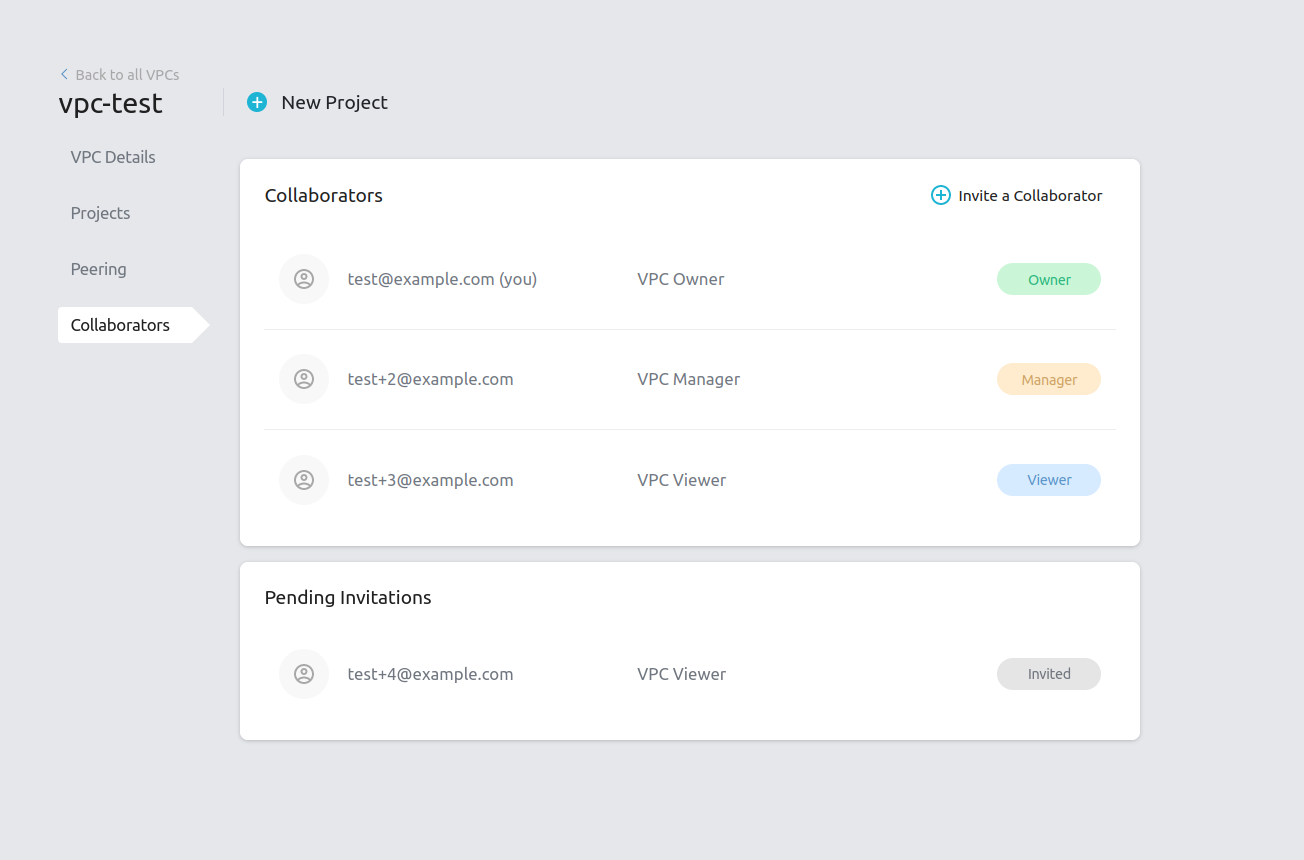 Back to all VPCs
vpc-test
New Project
VPC Details
Projects
Peering
Collaborators
Collaborators
Invite a Collaborator
test@example.com (you) VPC Owner Owner
test+2@example.com VPC Manager Manager
test+3@example.com VPC Viewer Viewer
Pending Invitations
test+4@example.com VPC Viewer Invited